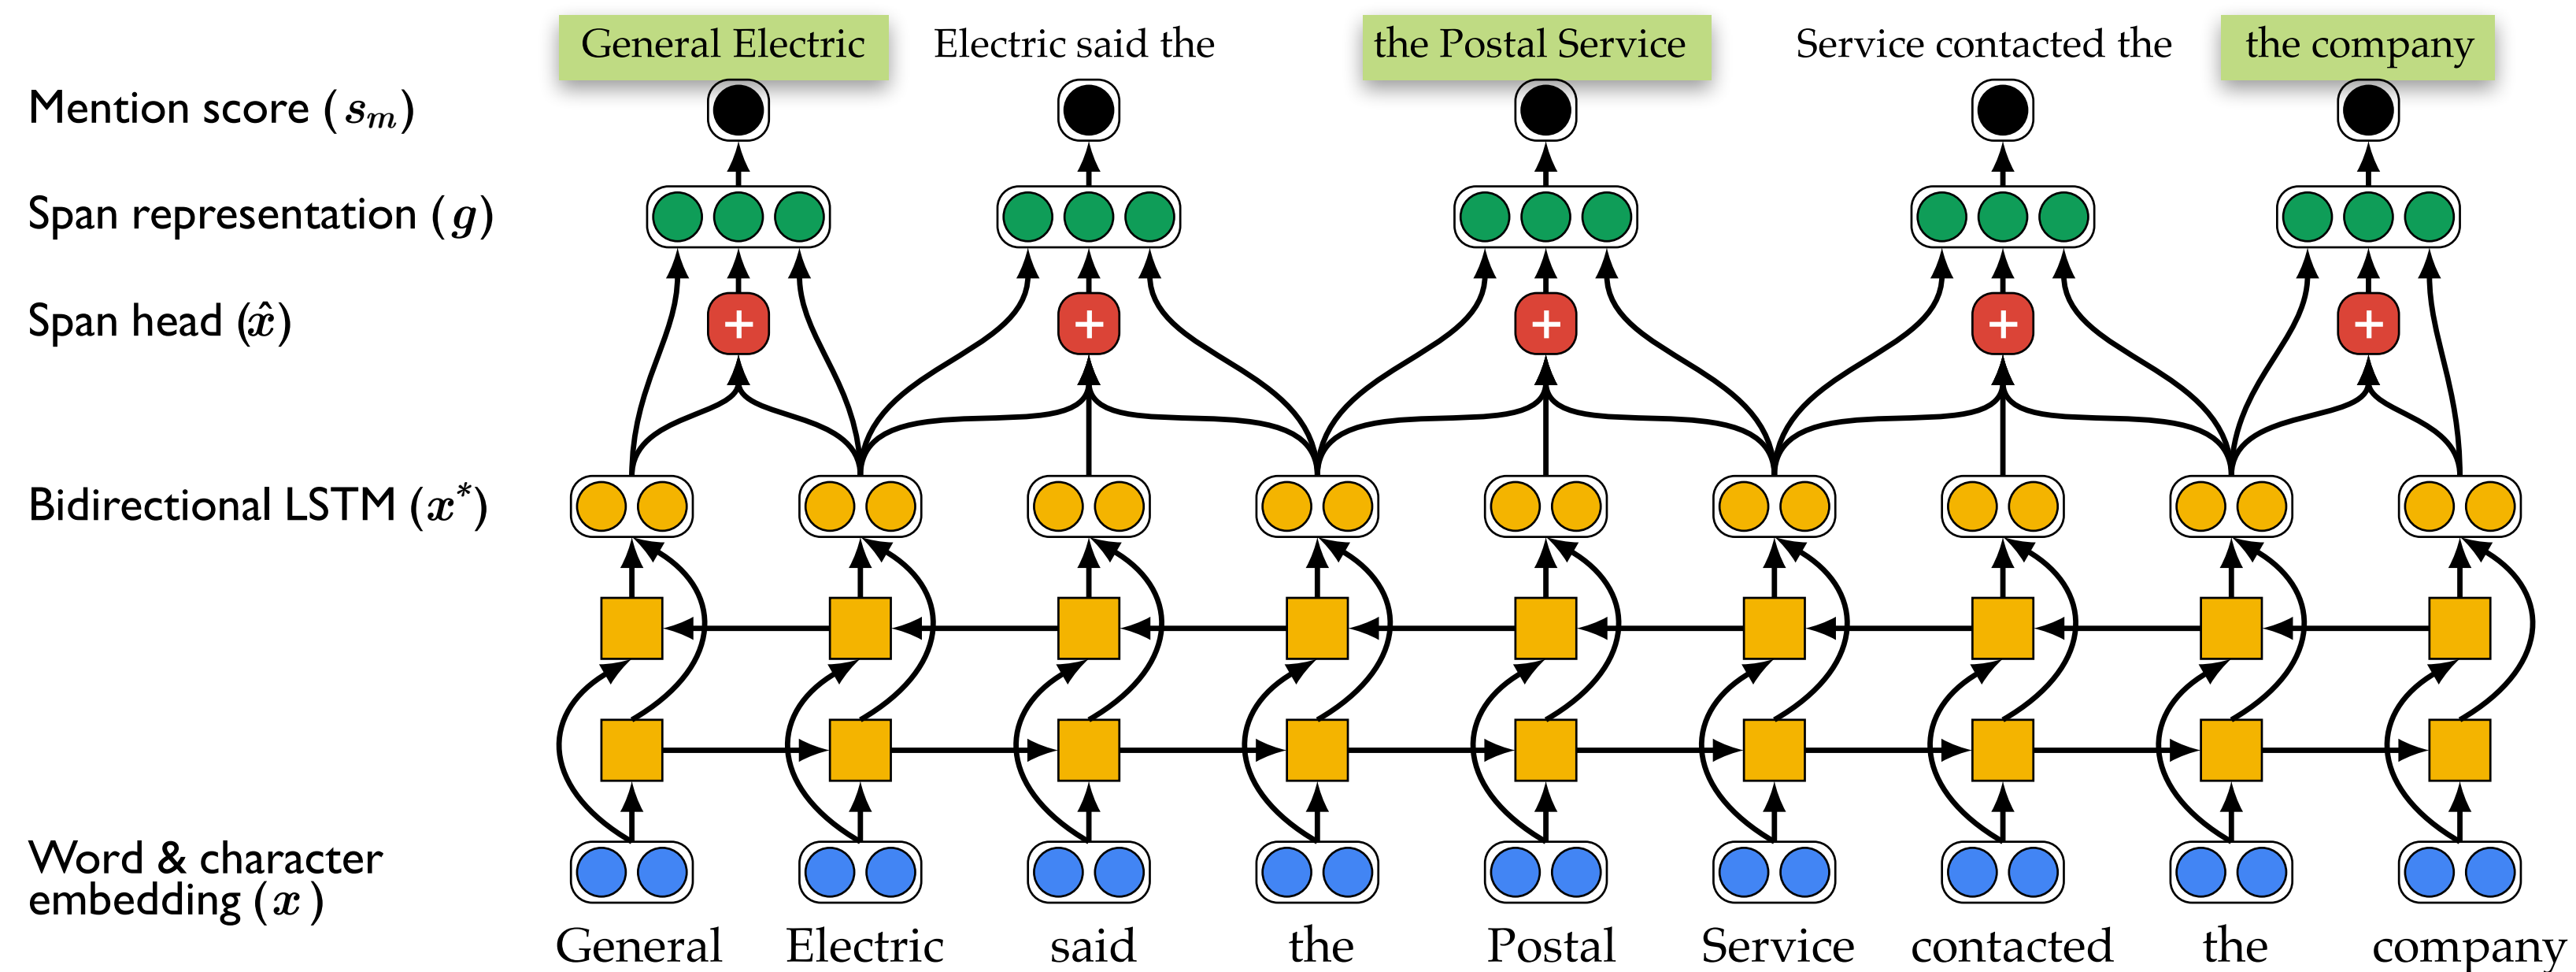 General Electric
Electric said the
the Postal Service
Service contacted the
the company
Mention score (s_m)
Span representation (g)
Span head (x̂)
Bidirectional LSTM (x*)
Word & character
embedding (x)
General Electric said the Postal Service contacted the company